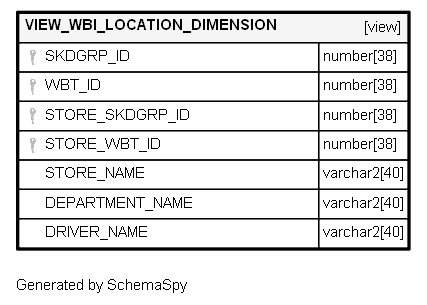 VIEW_WBI_LOCATION_DIMENSION [view]
SKDGRP_ID number[38]
WBT_ID number[38]
STORE_SKDGRP_ID number[38]
STORE_WBT_ID number[38]
STORE_NAME varchar2[40]
DEPARTMENT_NAME varchar2[40]
DRIVER_NAME varchar2[40]
Generated by SchemaSpy